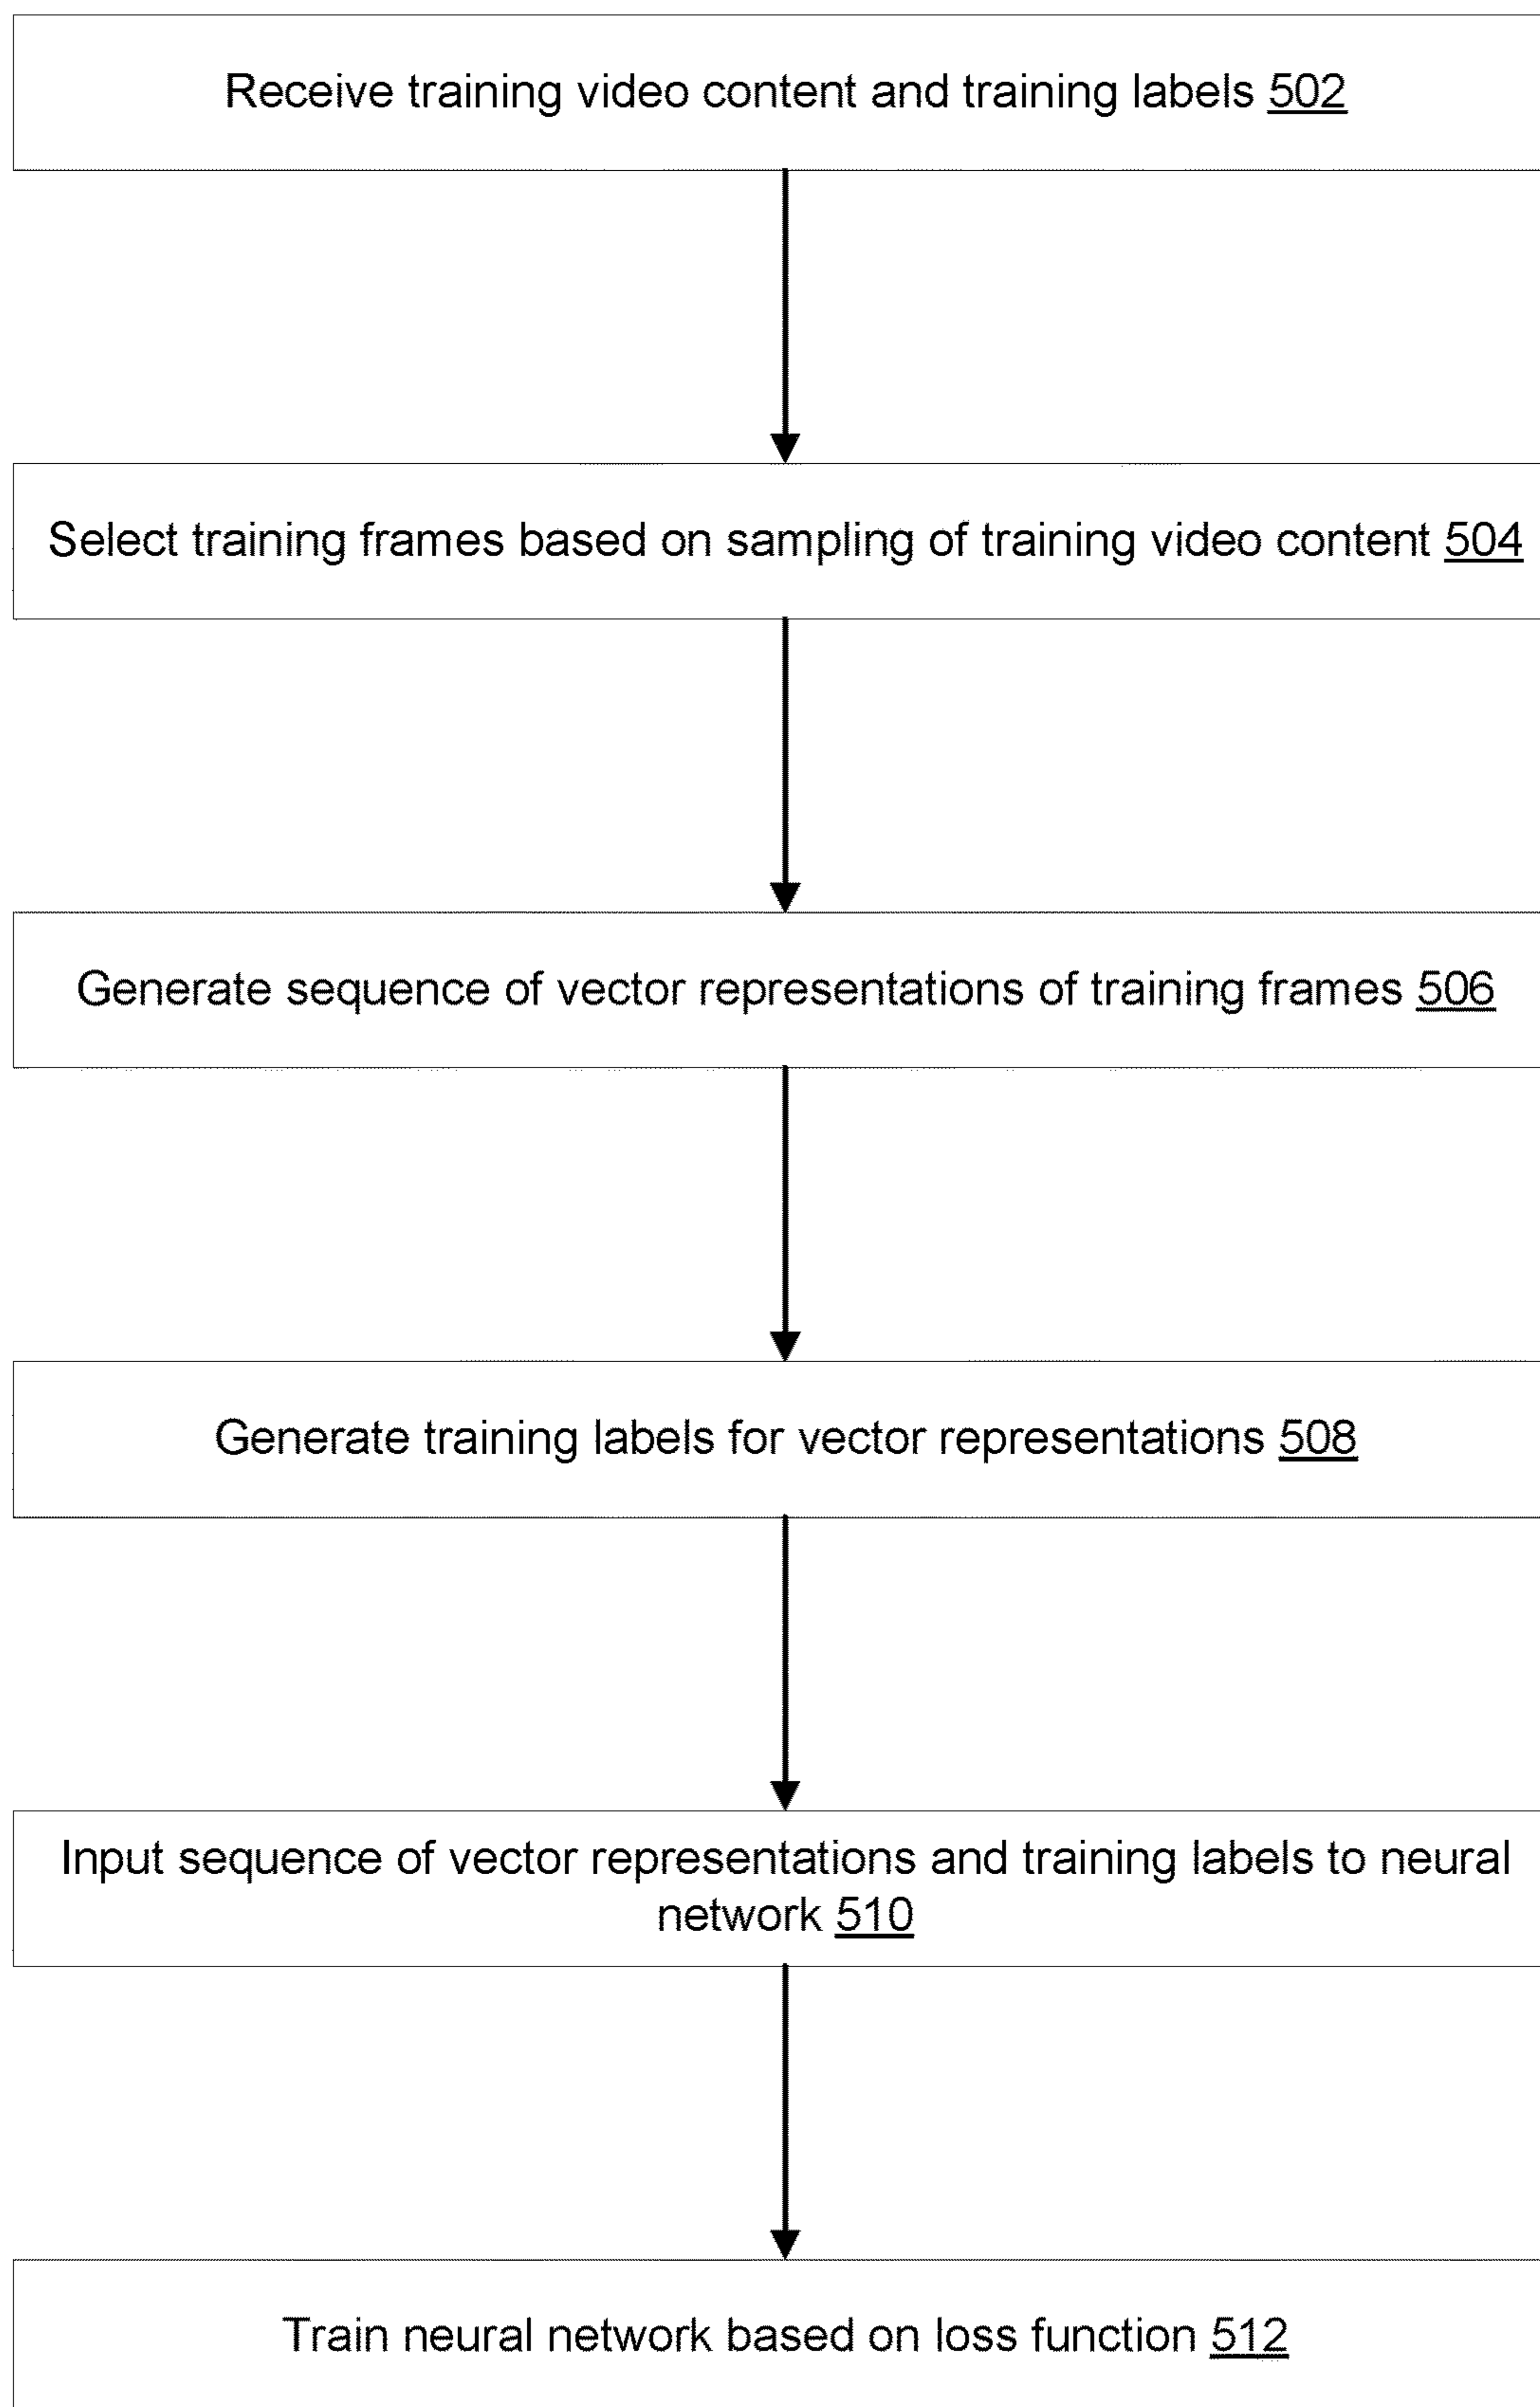 Receive training video content and training labels 502
Select training frames based on sampling of training video content 504
Generate sequence of vector representations of training frames 506
Generate training labels for vector representations 508
Input sequence of vector representations and training labels to neural
network 510
Train neural network based on loss function 512